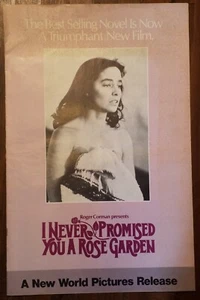 The Best Selling Novel Is Now
A Triumphant New Film.
Roger Corman presents
I NEVER PROMISED
YOU A ROSE GARDEN
A New World Pictures Release